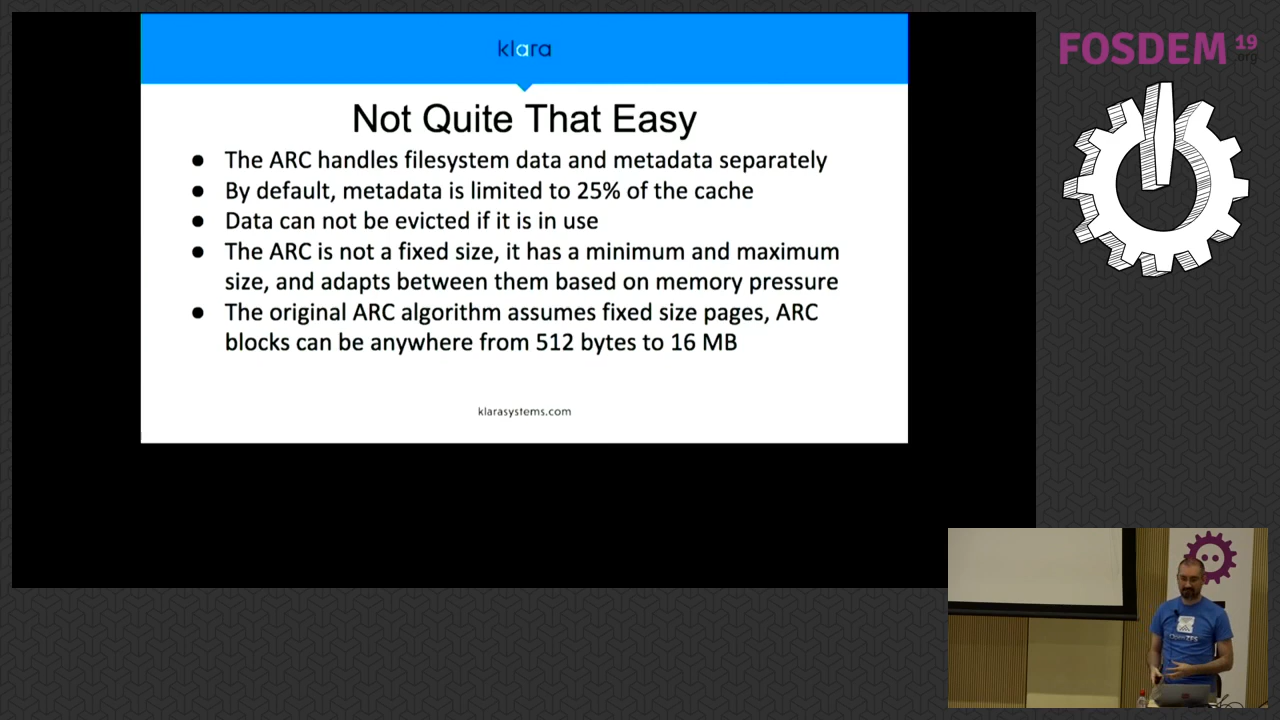 klara
FOSDEM 19
.org
Not Quite That Easy
● The ARC handles filesystem data and metadata separately
● By default, metadata is limited to 25% of the cache
● Data can not be evicted if it is in use
● The ARC is not a fixed size, it has a minimum and maximum
size, and adapts between them based on memory pressure
● The original ARC algorithm assumes fixed size pages, ARC
blocks can be anywhere from 512 bytes to 16 MB
klarasystems.com
OpenZFS